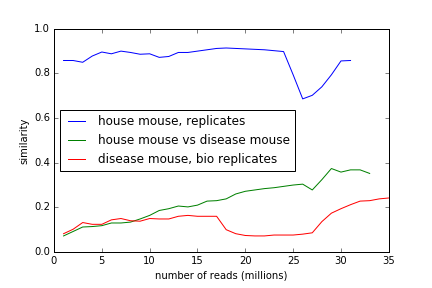 1.0
0.8
0.6
0.4
0.2
0.0
similarity
house mouse, replicates
house mouse vs disease mouse
disease mouse, bio replicates
0 5 10 15 20 25 30 35
number of reads (millions)